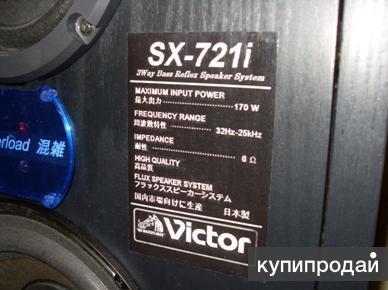 SX-721i
3Way Bass Reflex Speaker System
MAXIMUM INPUT POWER
最大出力 170 W
FREQUENCY RANGE
周波数特性 32Hz-25kHz
IMPEDANCE
耐性 6 Ω
HIGH QUALITY
高品質
FLUX SPEAKER SYSTEM
フラックススピーカーシステム
国内市場向けに生産 日本製
Victor
erload 混雑
купипродай